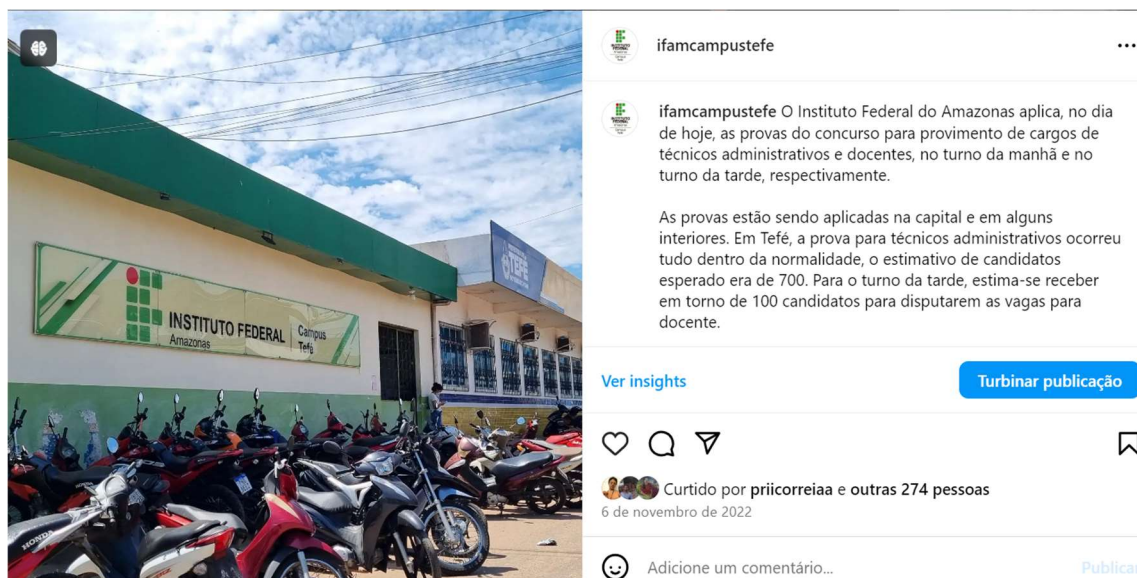 INSTITUTO FEDERAL
Amazonas
Campus
Tefé
TEFÉ
HONDA
ifamcampustefe
ifamcampustefe O Instituto Federal do Amazonas aplica, no dia
de hoje, as provas do concurso para provimento de cargos de
técnicos administrativos e docentes, no turno da manhã e no
turno da tarde, respectivamente.
As provas estão sendo aplicadas na capital e em alguns
interiores. Em Tefé, a prova para técnicos administrativos ocorreu
tudo dentro da normalidade, o estimativo de candidatos
esperado era de 700. Para o turno da tarde, estima-se receber
em torno de 100 candidatos para disputarem as vagas para
docente.
Ver insights
Turbinar publicação
Curtido por priicorreiaa e outras 274 pessoas
6 de novembro de 2022
Adicione um comentário...
Publicar